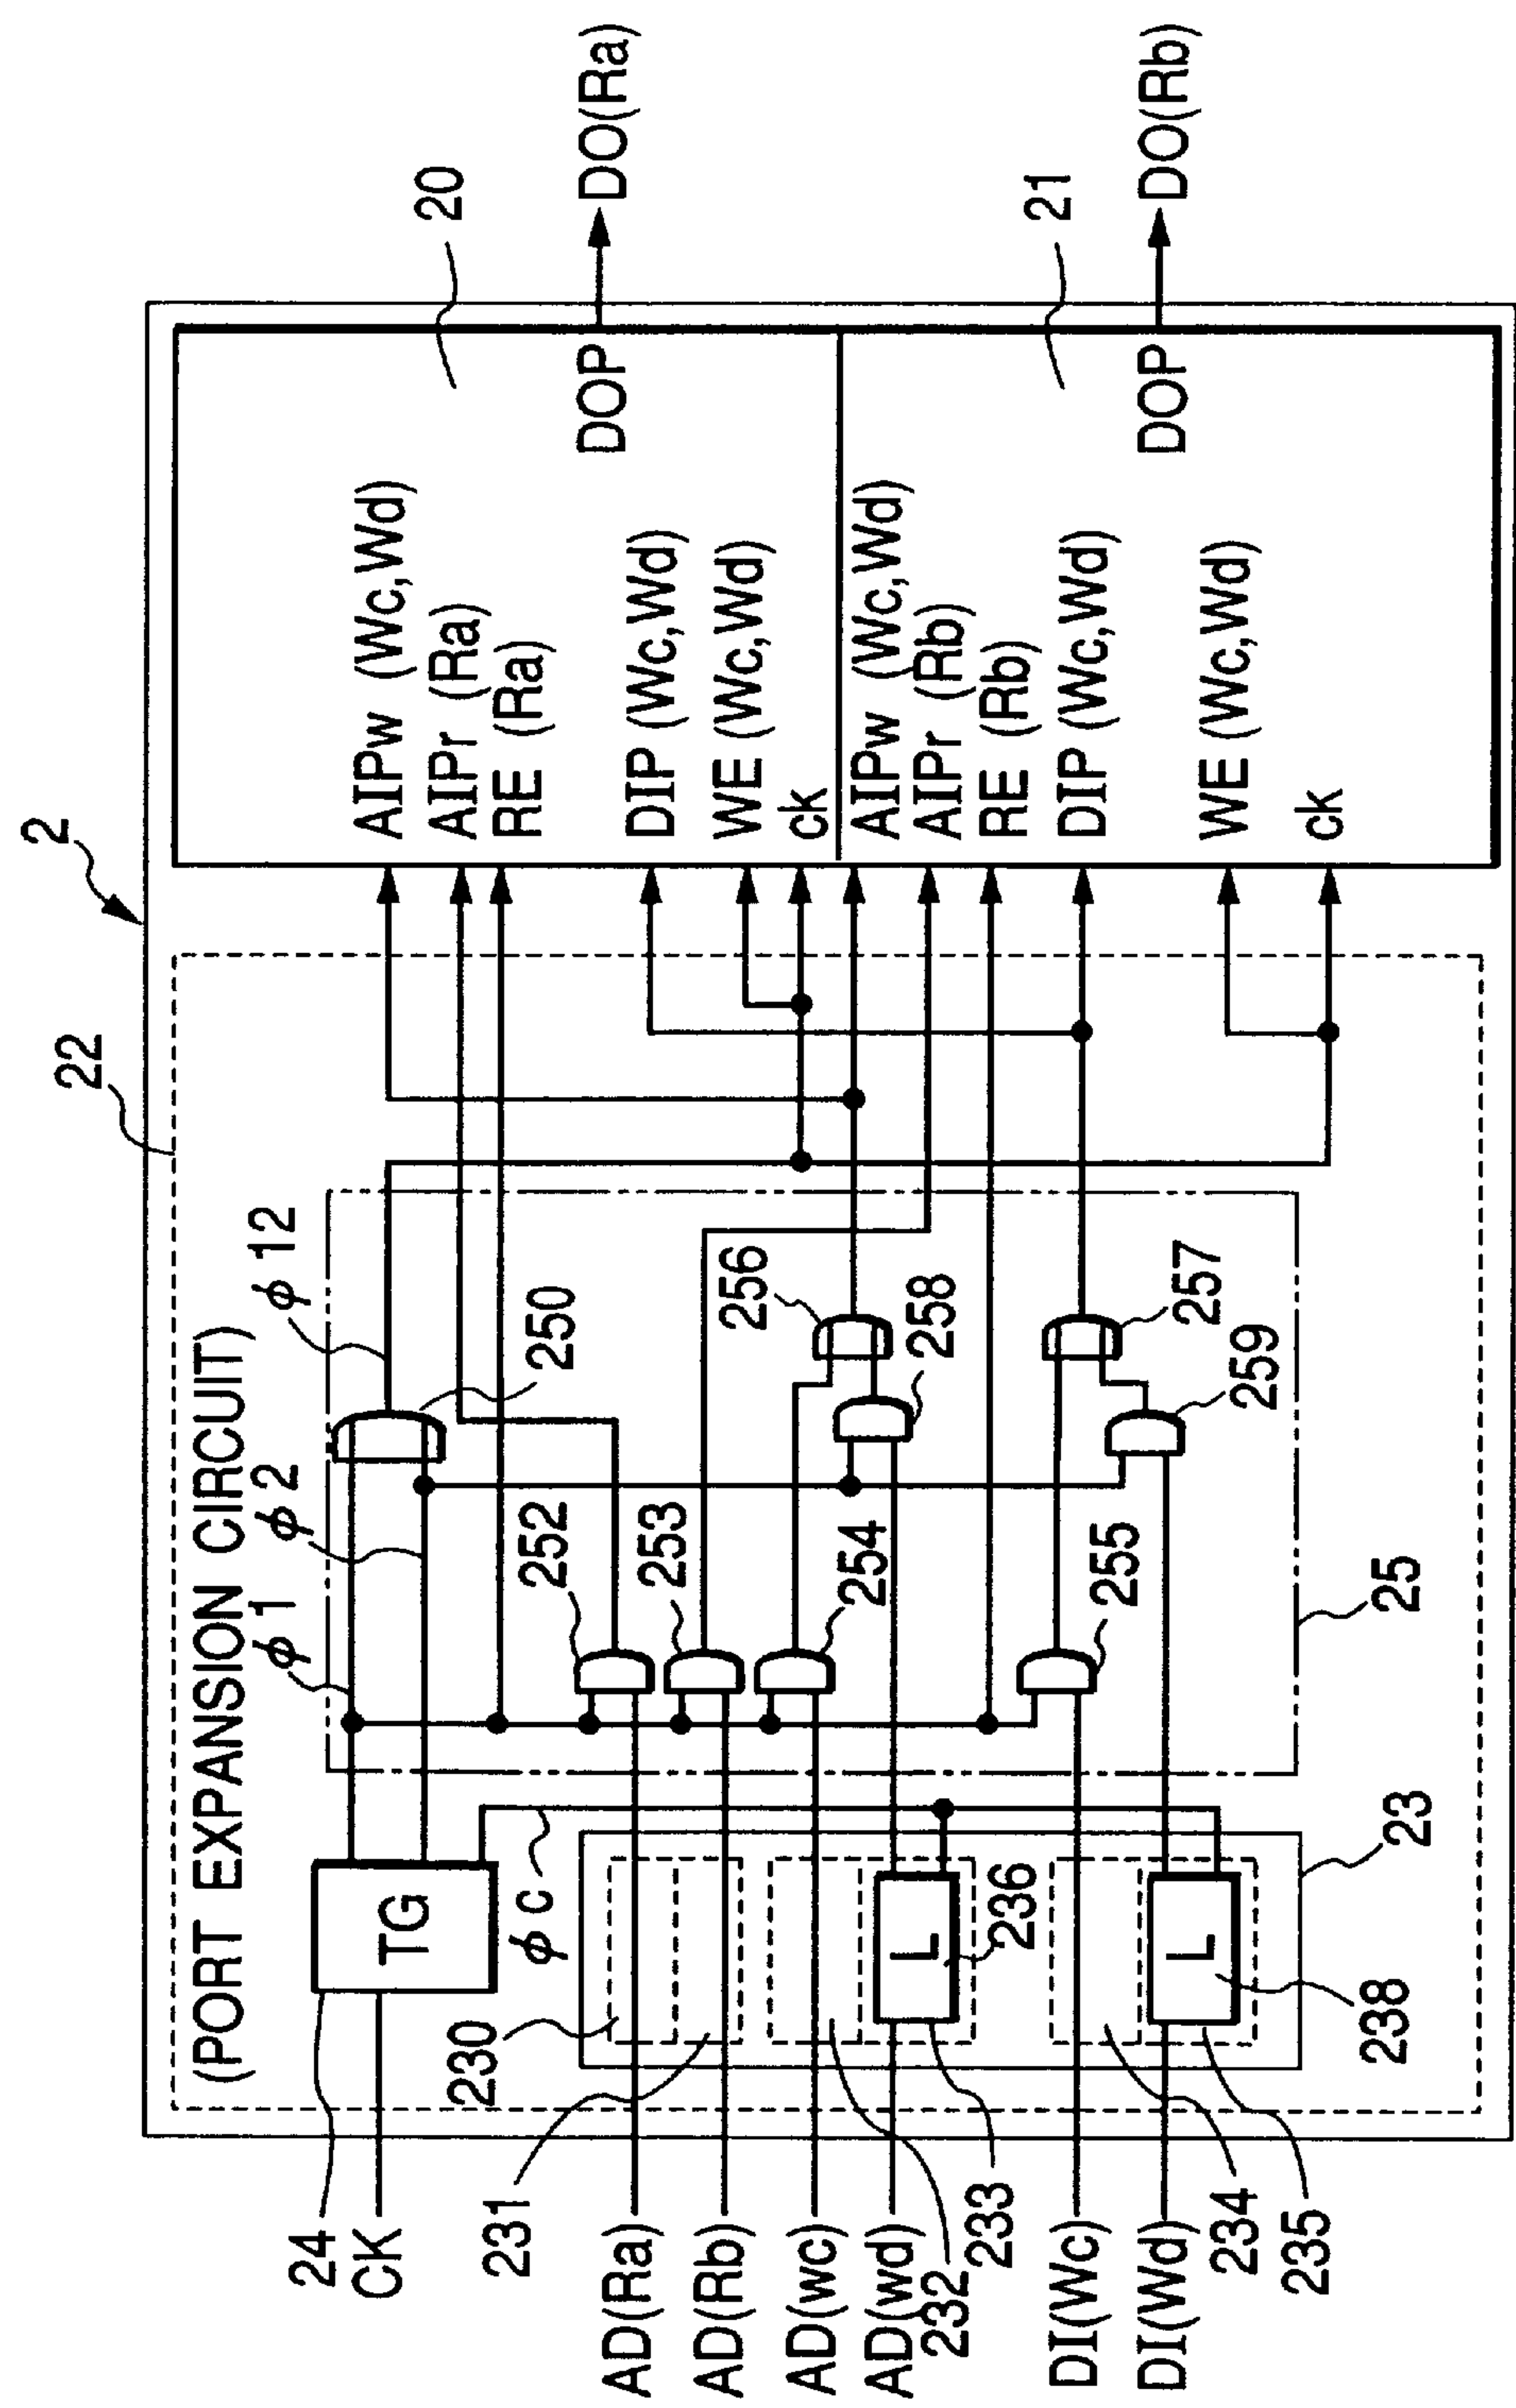 2
22
(PORT EXPANSION CIRCUIT)
24
CK
TG
φ1
φ2
φ12
250
φc
20
AIPw (Wc,Wd)
AIPr (Ra)
RE (Ra)
DIP (Wc,Wd)
WE (Wc,Wd)
ck
DOP
DO(Ra)
21
AIPw (Wc,Wd)
AIPr (Rb)
RE (Rb)
DIP (Wc,Wd)
WE (Wc,Wd)
ck
DOP
DO(Rb)
252
253
254
255
256
258
257
259
230
231
AD(Ra)
AD(Rb)
AD(wc)
AD(wd)
232
233
L
236
DI(Wc)
DI(Wd)
234
235
L
238
23
25